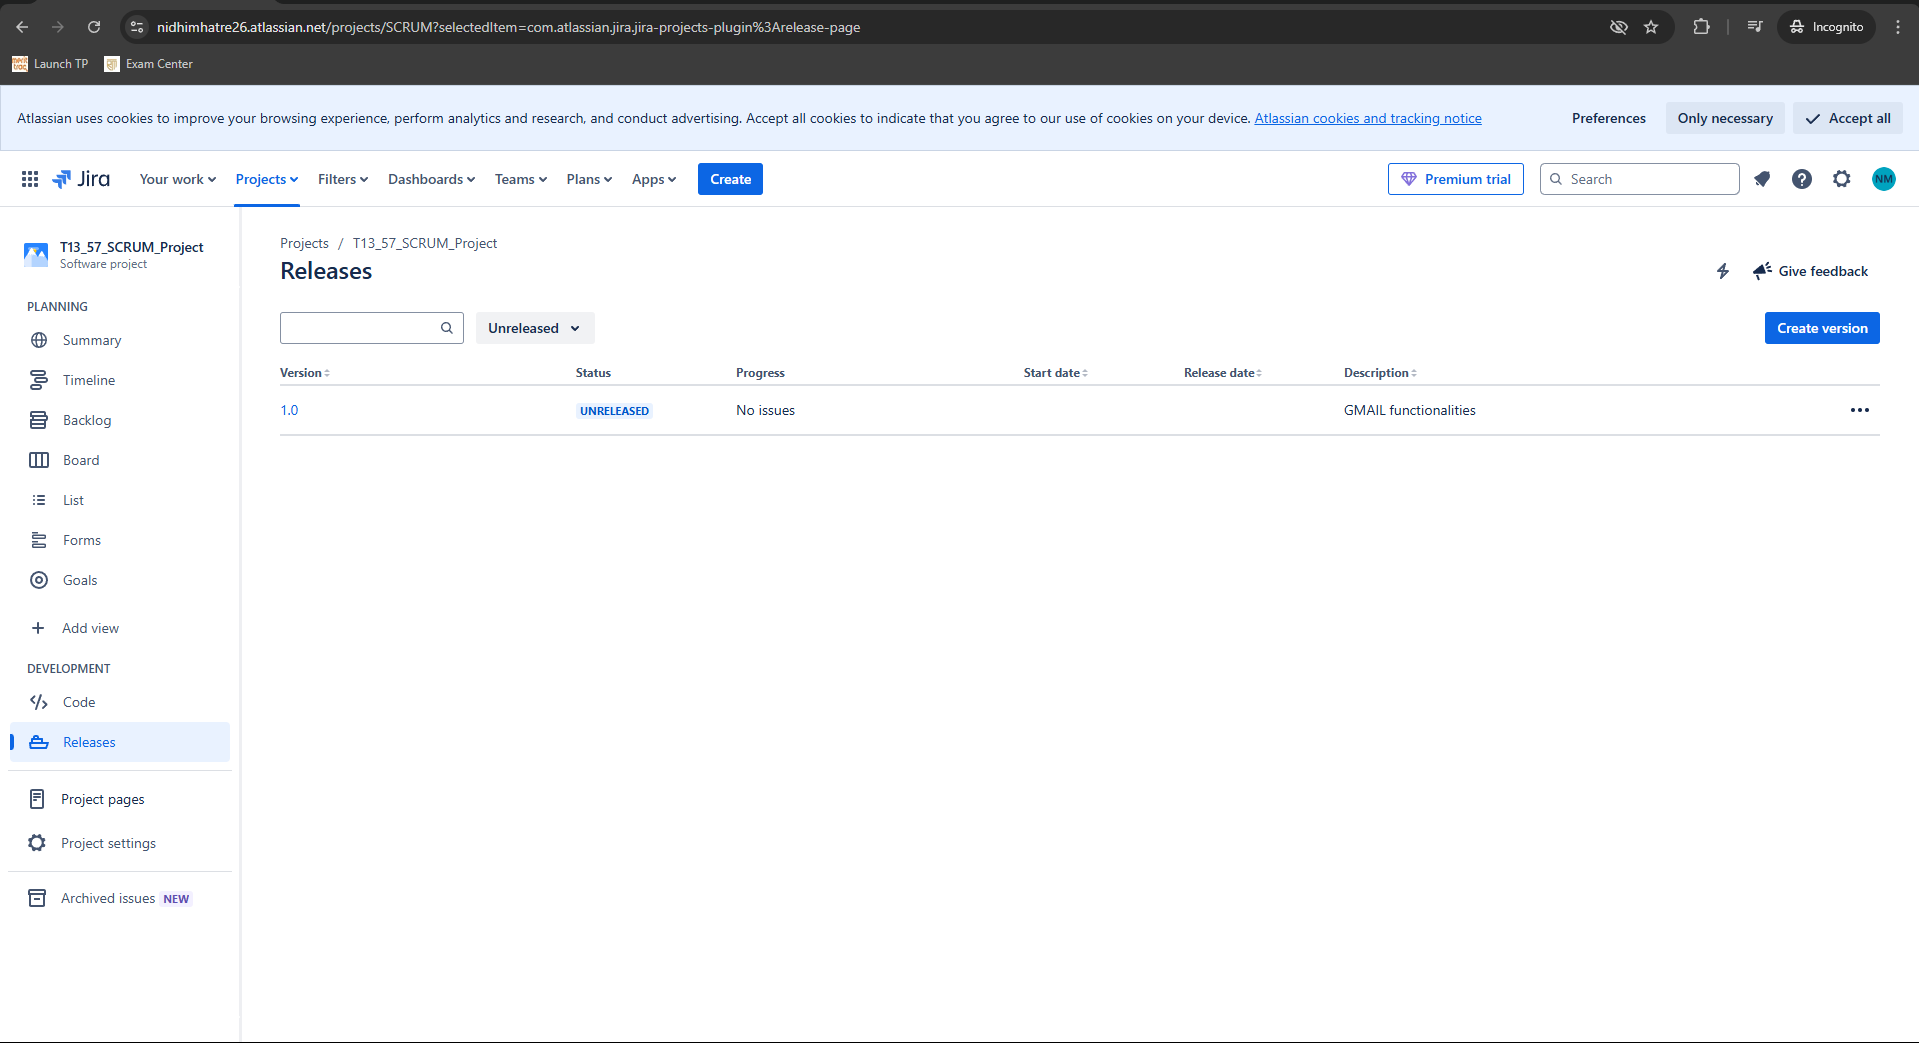 nidhimhatre26.atlassian.net/projects/SCRUM?selectedItem=com.atlassian.jira.jira-projects-plugin%3Arelease-page
Incognito
Launch TP
Exam Center
Atlassian uses cookies to improve your browsing experience, perform analytics and research, and conduct advertising. Accept all cookies to indicate that you agree to our use of cookies on your device. Atlassian cookies and tracking notice
Preferences
Only necessary
Accept all
Jira
Your work
Projects
Filters
Dashboards
Teams
Plans
Apps
Create
Premium trial
Search
NM
T13_57_SCRUM_Project
Software project
PLANNING
Summary
Timeline
Backlog
Board
List
Forms
Goals
Add view
DEVELOPMENT
Code
Releases
Project pages
Project settings
Archived issues NEW
Projects / T13_57_SCRUM_Project
Releases
Give feedback
Unreleased
Create version
Version Status Progress Start date Release date Description
1.0 UNRELEASED No issues GMAIL functionalities